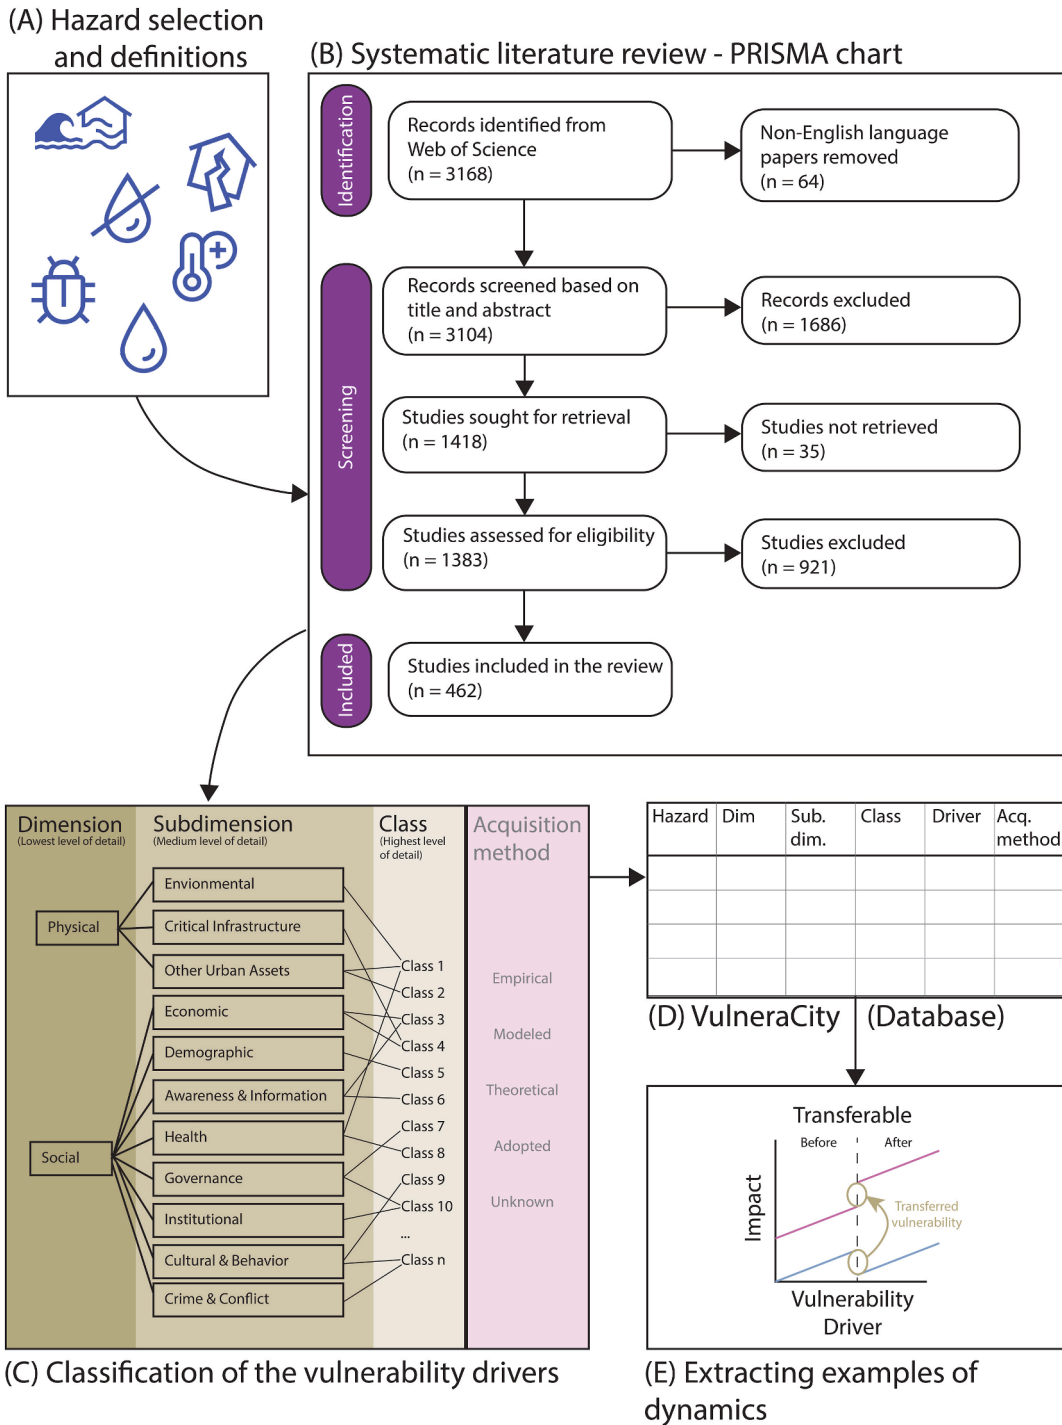 (A) Hazard selection
and definitions
(B) Systematic literature review - PRISMA chart
Identification
Records identified from
Web of Science
(n = 3168)
Non-English language
papers removed
(n = 64)
Screening
Records screened based on
title and abstract
(n = 3104)
Records excluded
(n = 1686)
Studies sought for retrieval
(n = 1418)
Studies not retrieved
(n = 35)
Studies assessed for eligibility
(n = 1383)
Studies excluded
(n = 921)
Included
Studies included in the review
(n = 462)
Dimension
(Lowest level of detail)
Subdimension
(Medium level of detail)
Class
(Highest level
of detail)
Acquisition
method
Physical
Social
Envionmental
Critical Infrastructure
Other Urban Assets
Economic
Demographic
Awareness & Information
Health
Governance
Institutional
Cultural & Behavior
Crime & Conflict
Class 1
Class 2
Class 3
Class 4
Class 5
Class 6
Class 7
Class 8
Class 9
Class 10
...
Class n
Empirical
Modeled
Theoretical
Adopted
Unknown
(C) Classification of the vulnerability drivers
Hazard
Dim
Sub.
dim.
Class
Driver
Acq.
method
(D) VulneraCity (Database)
Transferable
Before
After
Impact
Transferred
vulnerability
Vulnerability
Driver
(E) Extracting examples of
dynamics